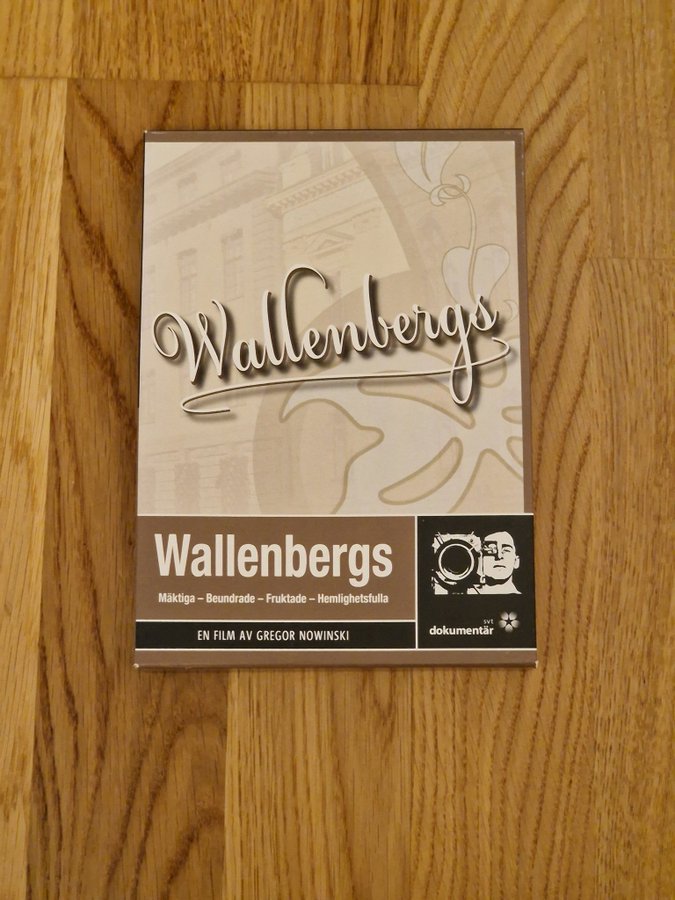 Wallenbergs
Wallenbergs
Mäktiga – Beundrade – Fruktade – Hemlighetsfulla
EN FILM AV GREGOR NOWINSKI
svt
dokumentär